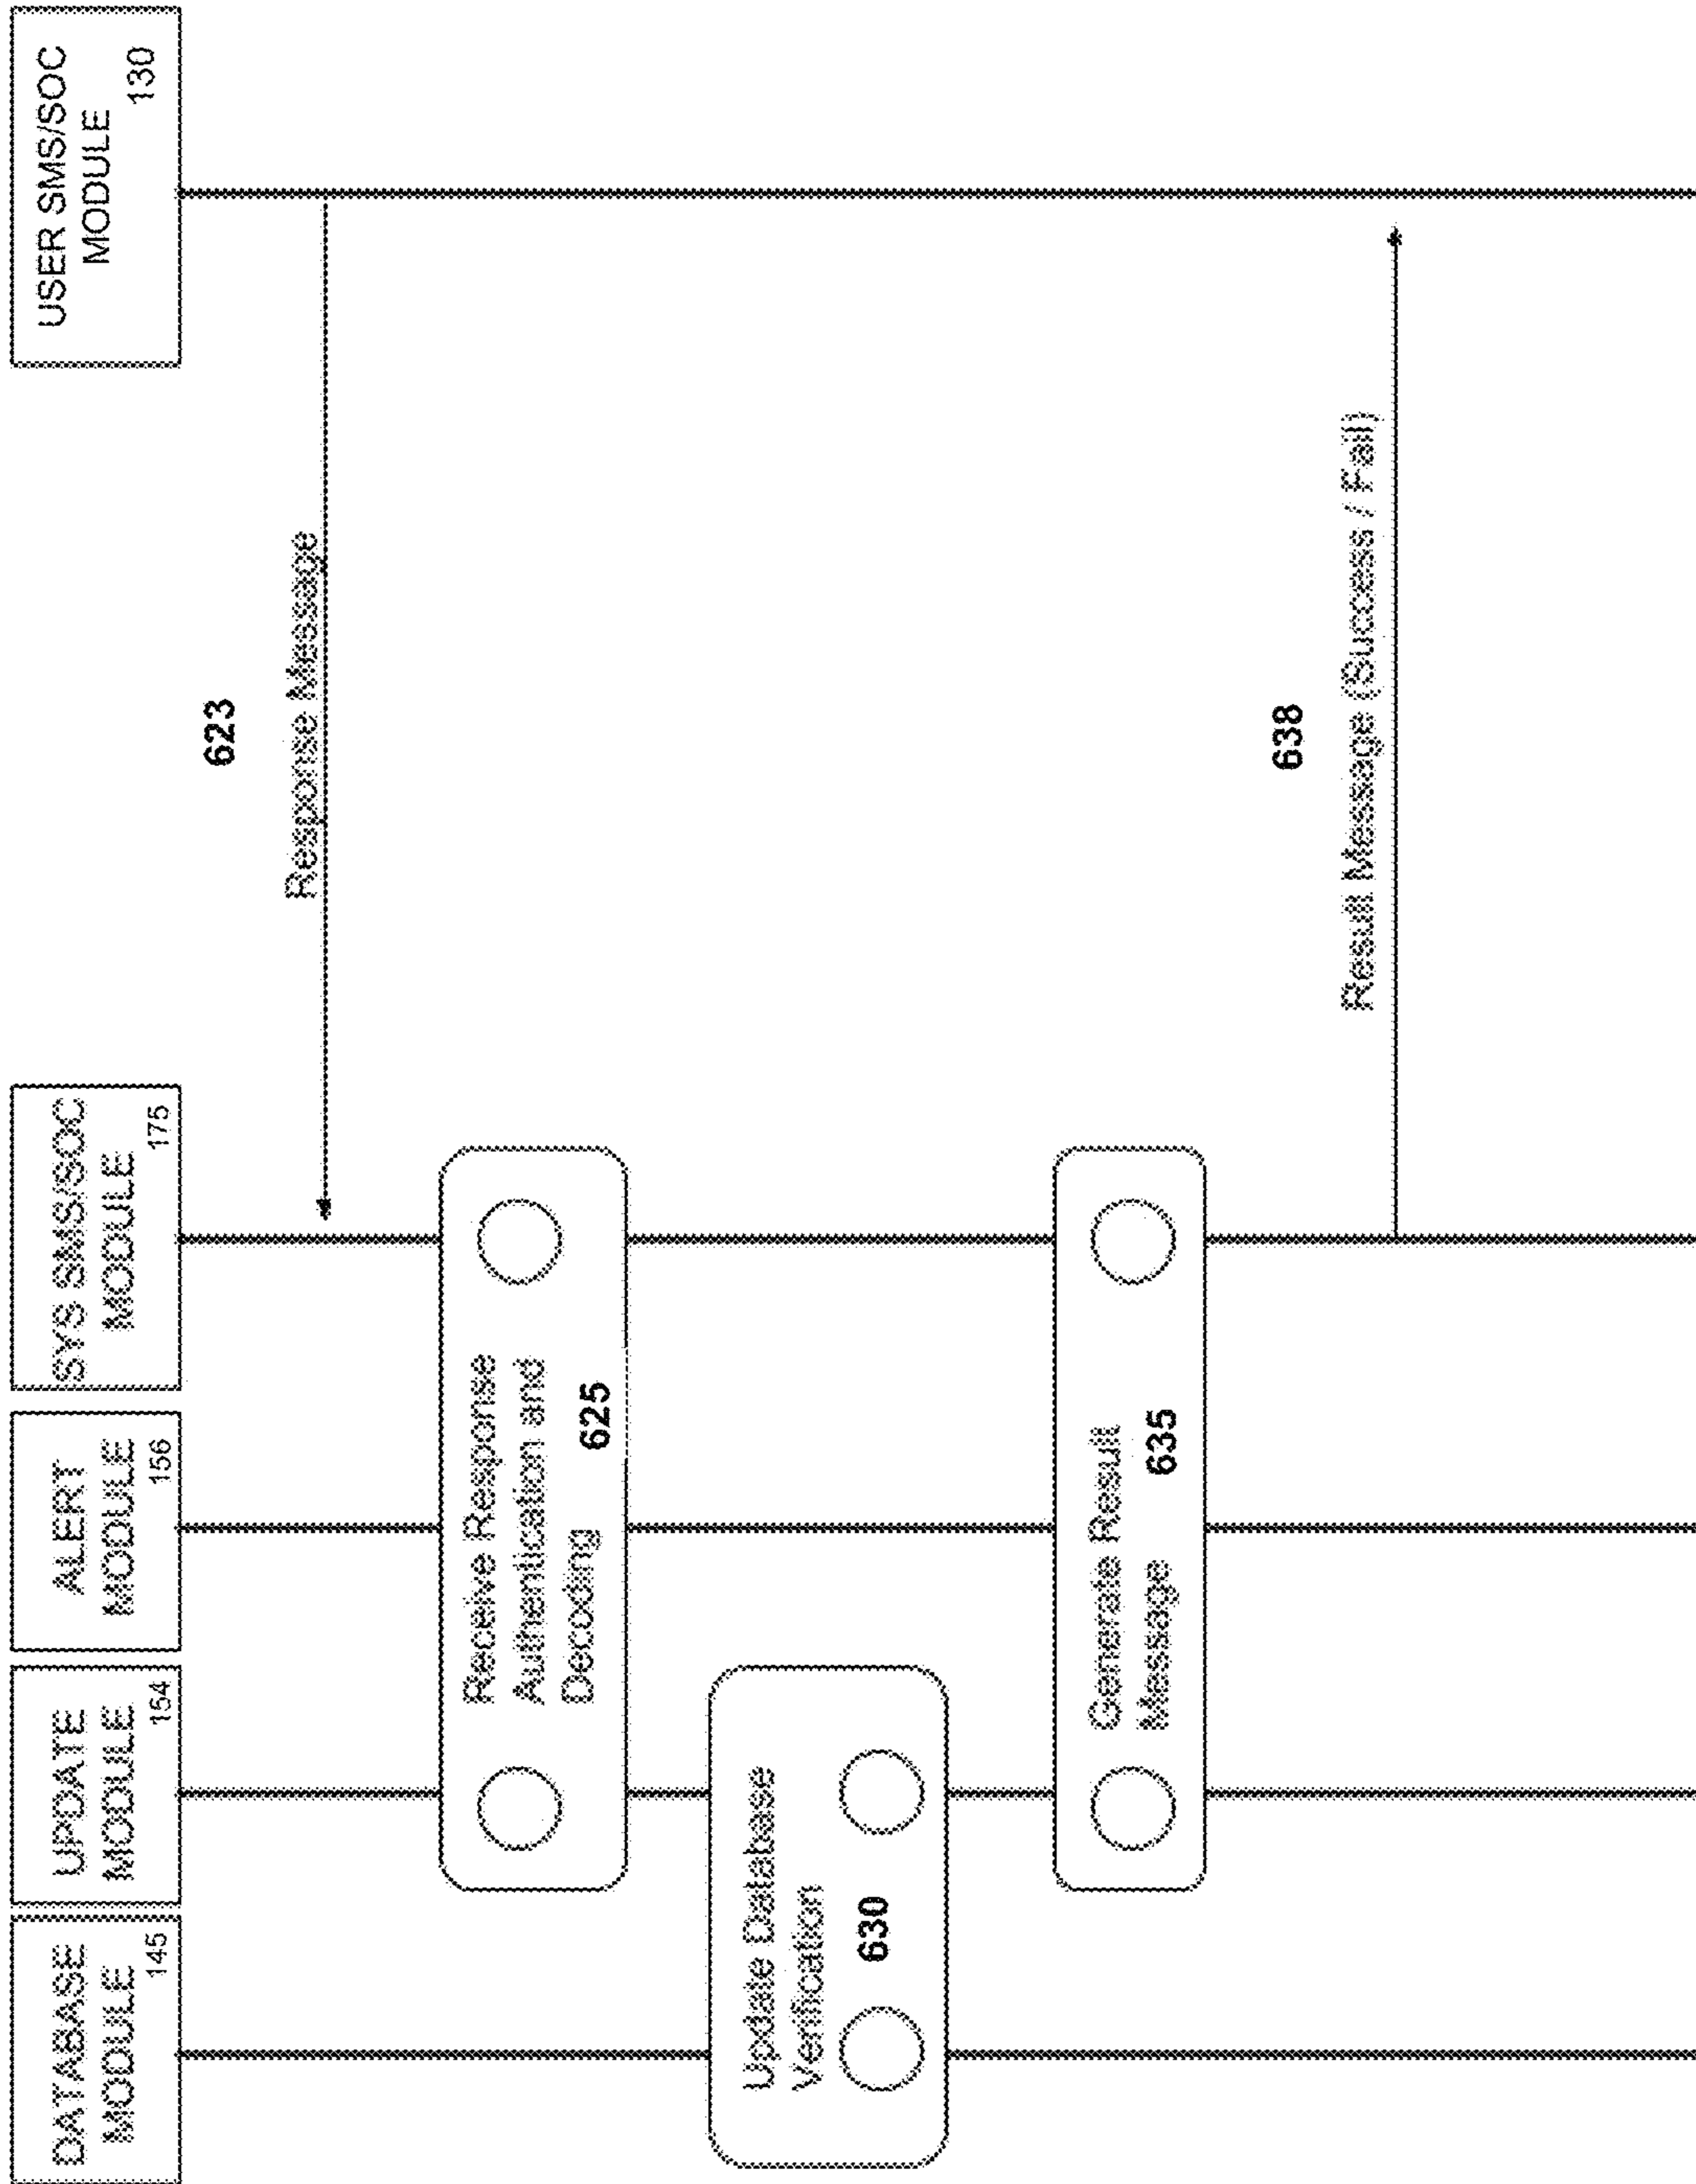 DATABASE
MODULE
145
UPDATE
MODULE
154
ALERT
MODULE
156
SYS SMS/SOC
MODULE
175
USER SMS/SOC
MODULE
130
623
Response Message
Receive Response
Authentication and
Decoding
625
Update Database
Verification
630
Generate Result
Message
635
638
Result Message (Success / Fail)